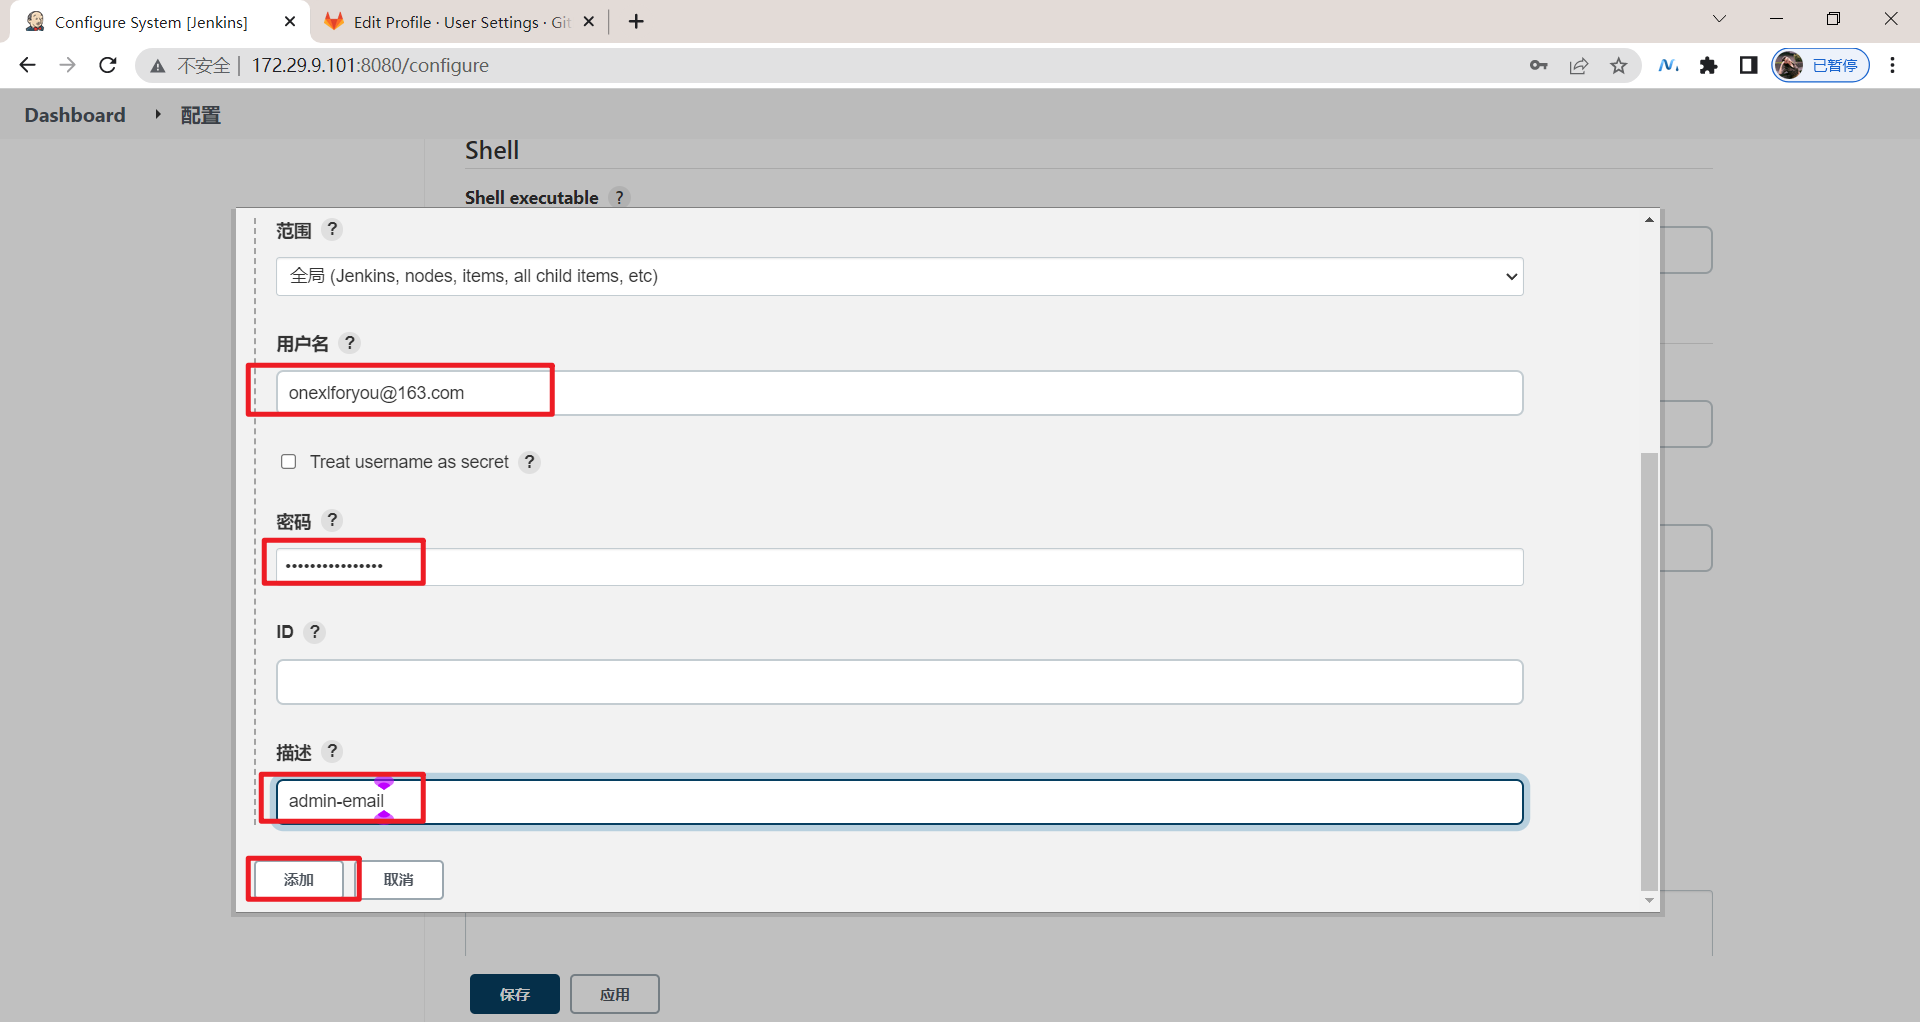 Configure System [Jenkins]
Edit Profile · User Settings · Git
不安全 | 172.29.9.101:8080/configure
已暂停
Dashboard
配置
Shell
Shell executable ?
范围 ?
全局 (Jenkins, nodes, items, all child items, etc)
用户名 ?
onexlforyou@163.com
Treat username as secret ?
密码 ?
••••••••••••••••
ID ?
描述 ?
admin-email
添加
取消
保存
应用